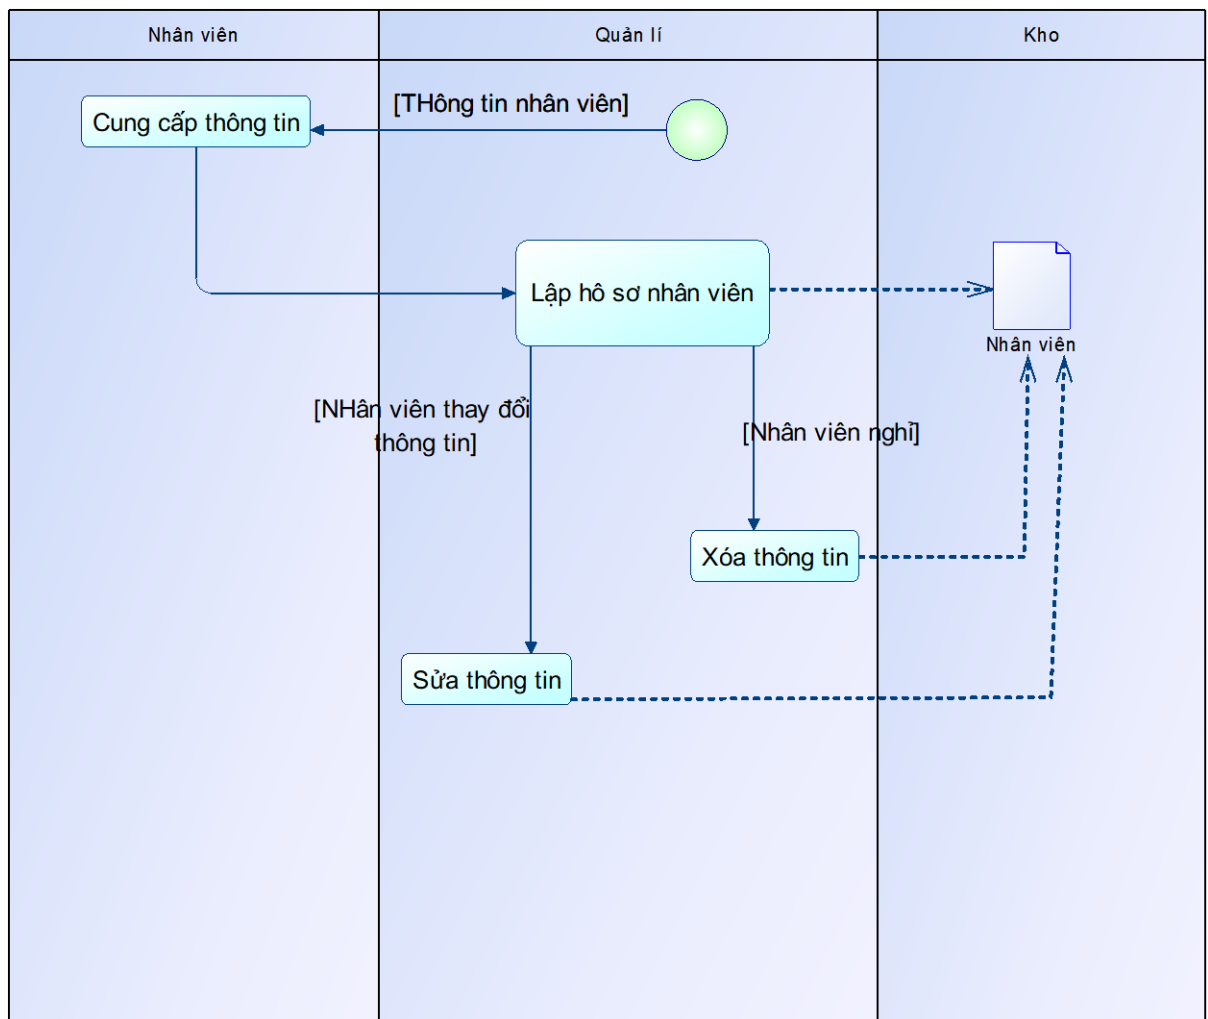 Nhân viên
Quản lí
Kho
[THông tin nhân viên]
Cung cấp thông tin
Lập hô sơ nhân viên
Nhân viên
[NHân viên thay đổi
thông tin]
[Nhân viên nghỉ]
Xóa thông tin
Sửa thông tin